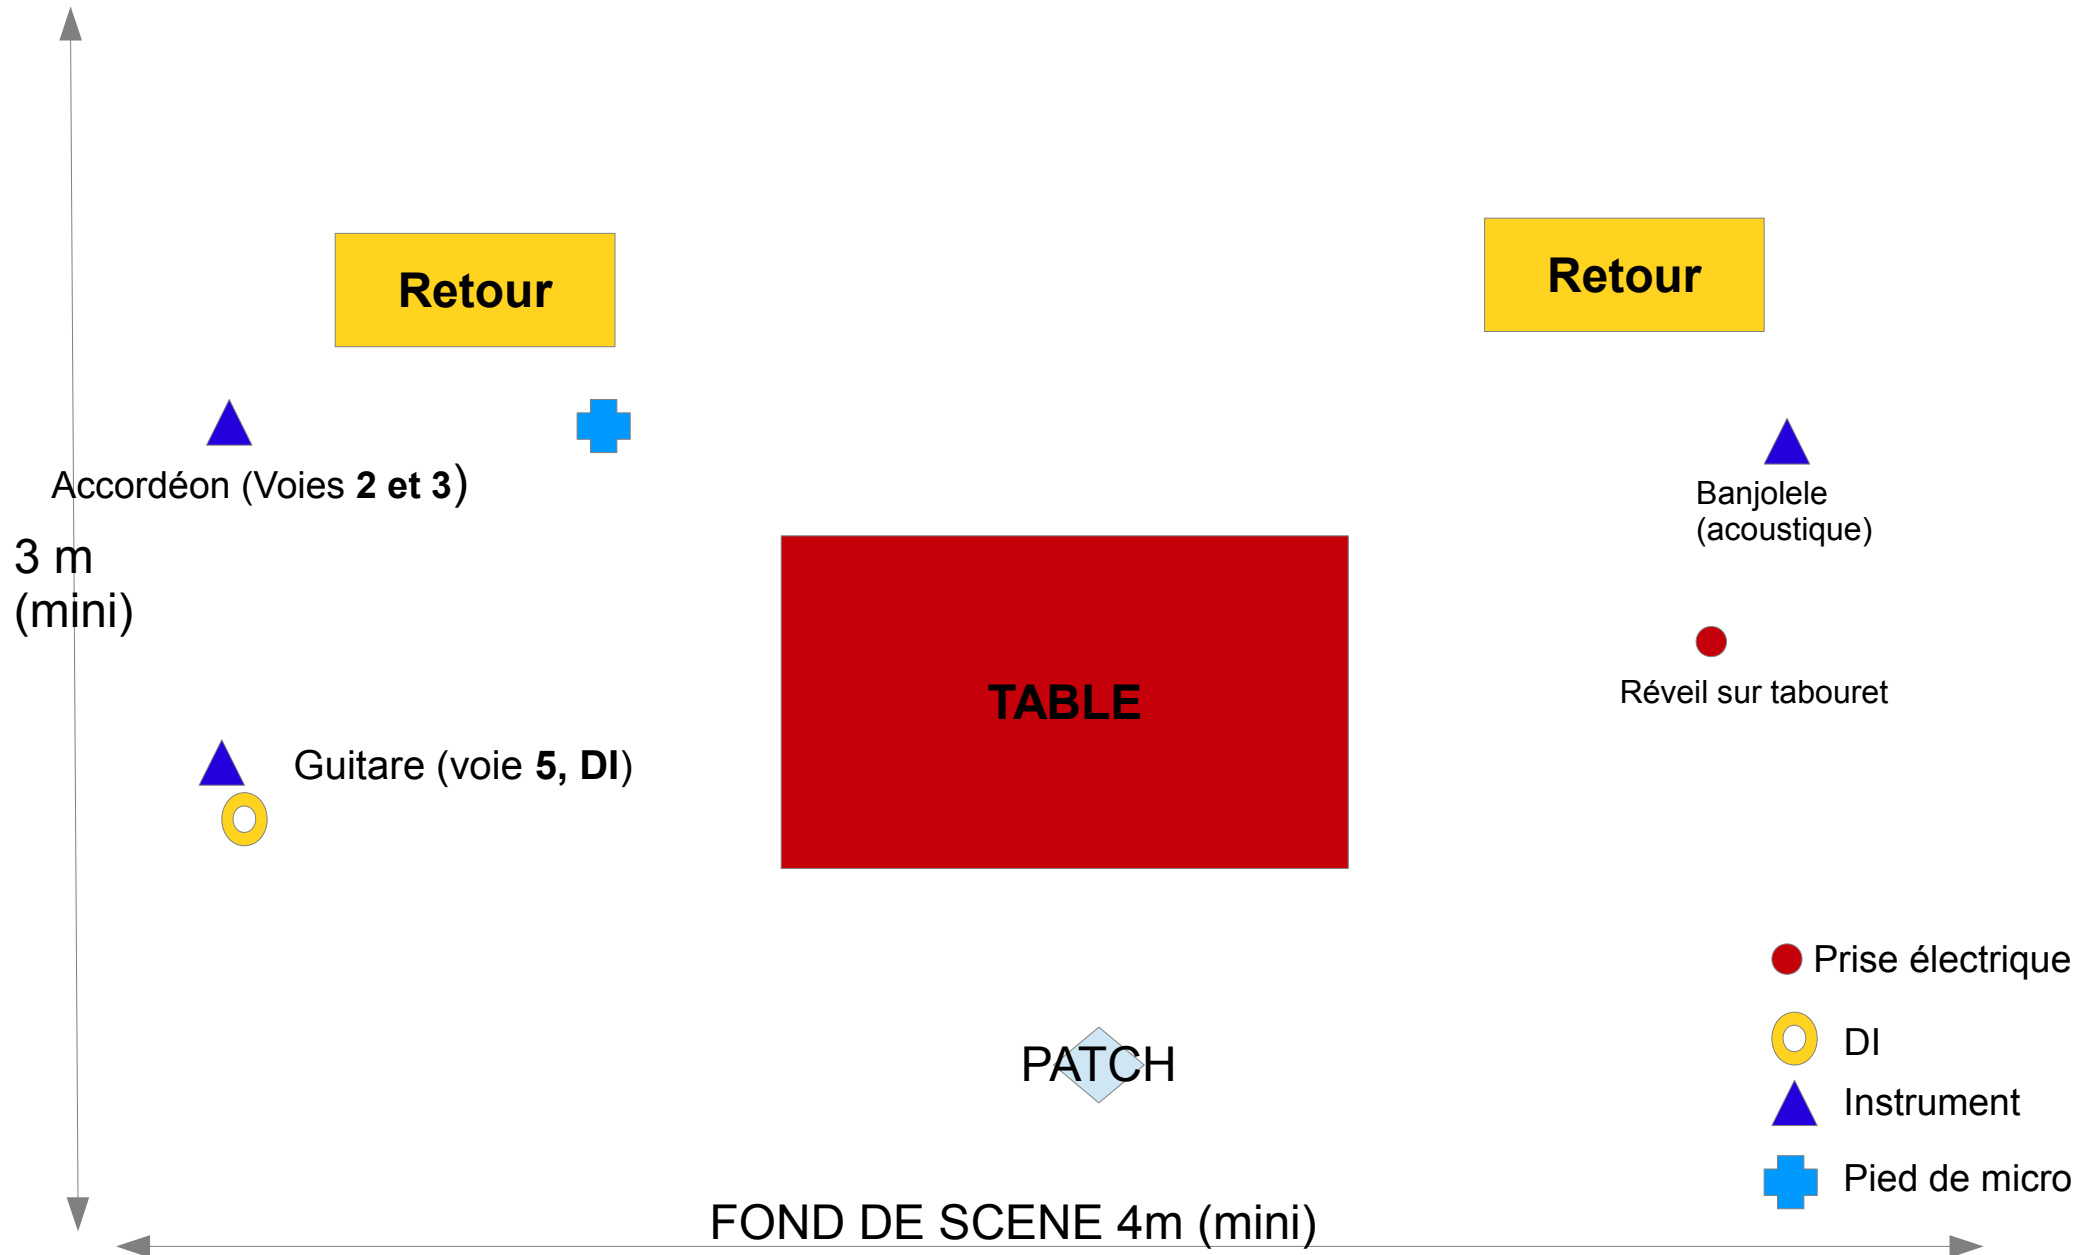 Retour
Retour
Accordéon (Voies 2 et 3)
Banjolele
(acoustique)
3 m
(mini)
TABLE
Réveil sur tabouret
Guitare (voie 5, DI)
Prise électrique
DI
PATCH
Instrument
Pied de micro
FOND DE SCENE 4m (mini)